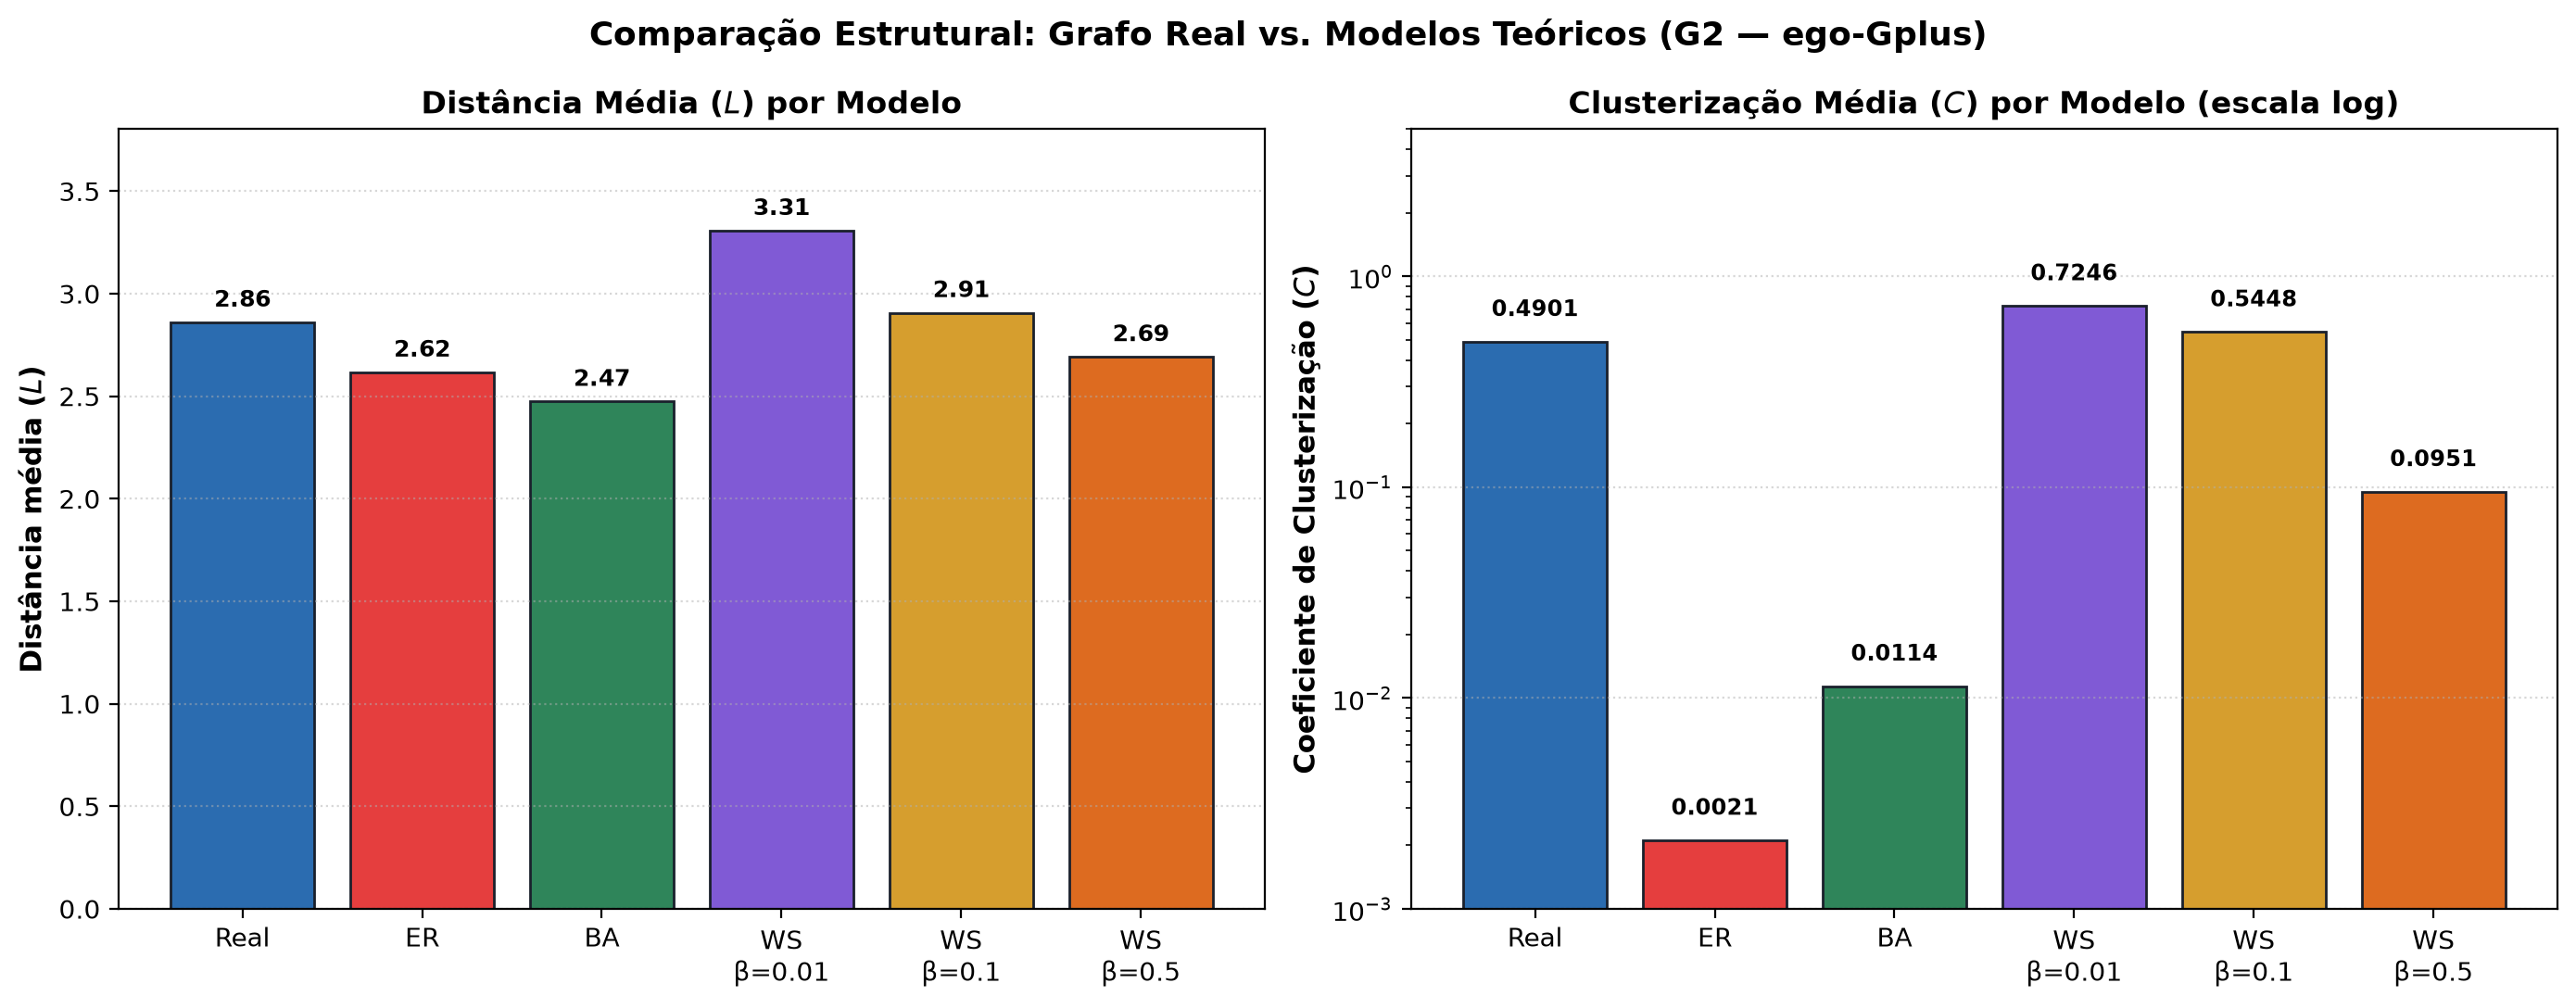 Comparação Estrutural: Grafo Real vs. Modelos Teóricos (G2 — ego-Gplus)
Distância Média (L) por Modelo
Distância média (L)
3.5
3.0
2.5
2.0
1.5
1.0
0.5
0.0
2.86
2.62
2.47
3.31
2.91
2.69
Real
ER
BA
WS
β=0.01
WS
β=0.1
WS
β=0.5
Clusterização Média (C) por Modelo (escala log)
Coeficiente de Clusterização (C)
10⁰
10⁻¹
10⁻²
10⁻³
0.4901
0.0021
0.0114
0.7246
0.5448
0.0951
Real
ER
BA
WS
β=0.01
WS
β=0.1
WS
β=0.5